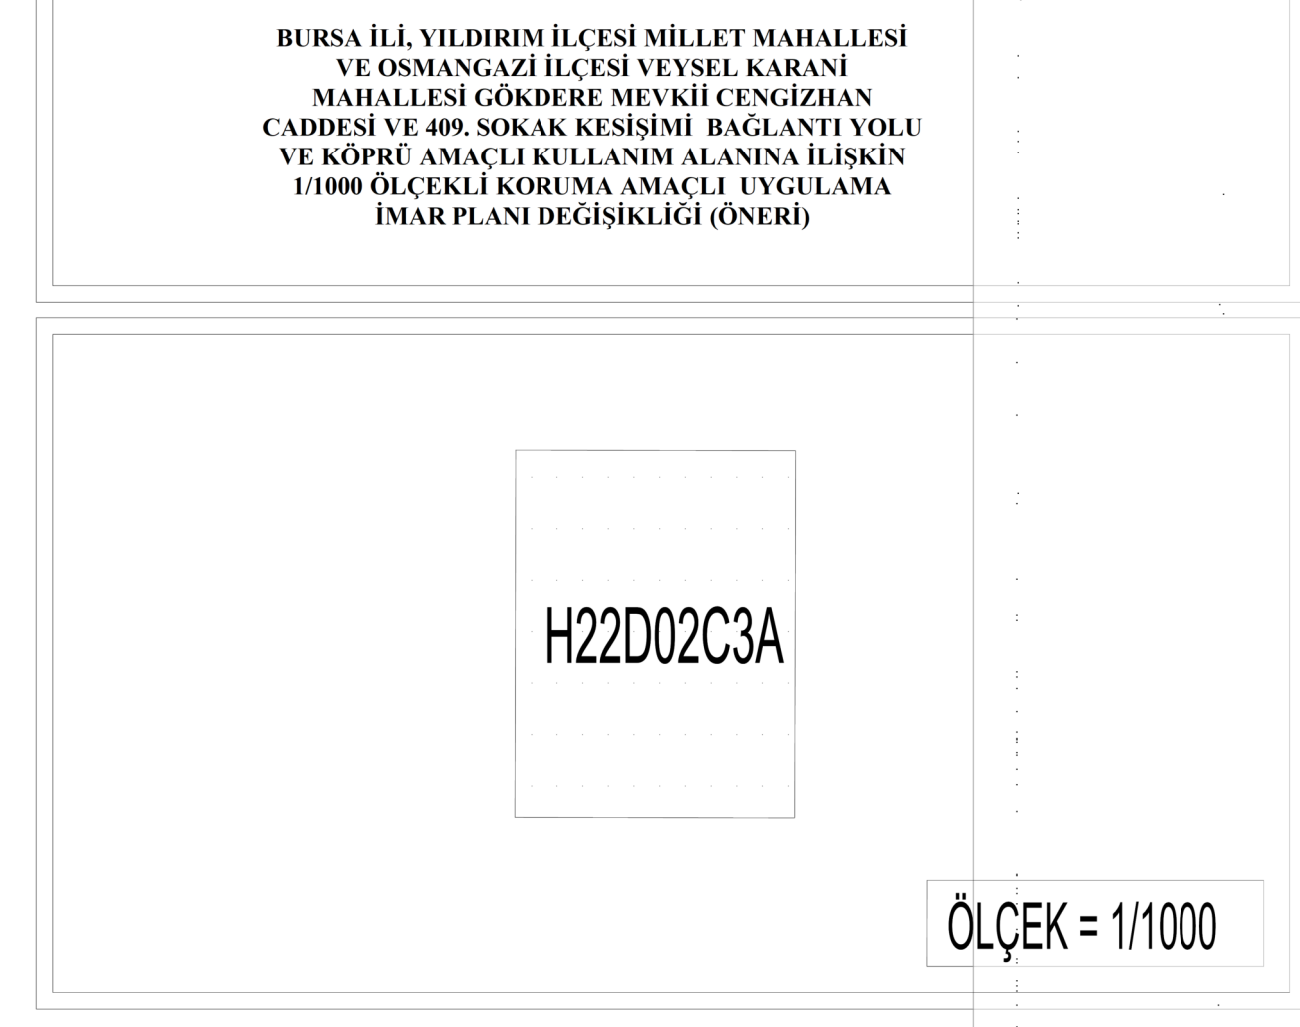 BURSA İLİ, YILDIRIM İLÇESİ MİLLET MAHALLESİ
VE OSMANGAZİ İLÇESİ VEYSEL KARANİ
MAHALLESİ GÖKDERE MEVKİİ CENGİZHAN
CADDESİ VE 409. SOKAK KESİŞİMİ  BAĞLANTI YOLU
VE KÖPRÜ AMAÇLI KULLANIM ALANINA İLİŞKİN
1/1000 ÖLÇEKLİ KORUMA AMAÇLI  UYGULAMA
İMAR PLANI DEĞİŞİKLİĞİ (ÖNERİ)
H22D02C3A
ÖLÇEK = 1/1000